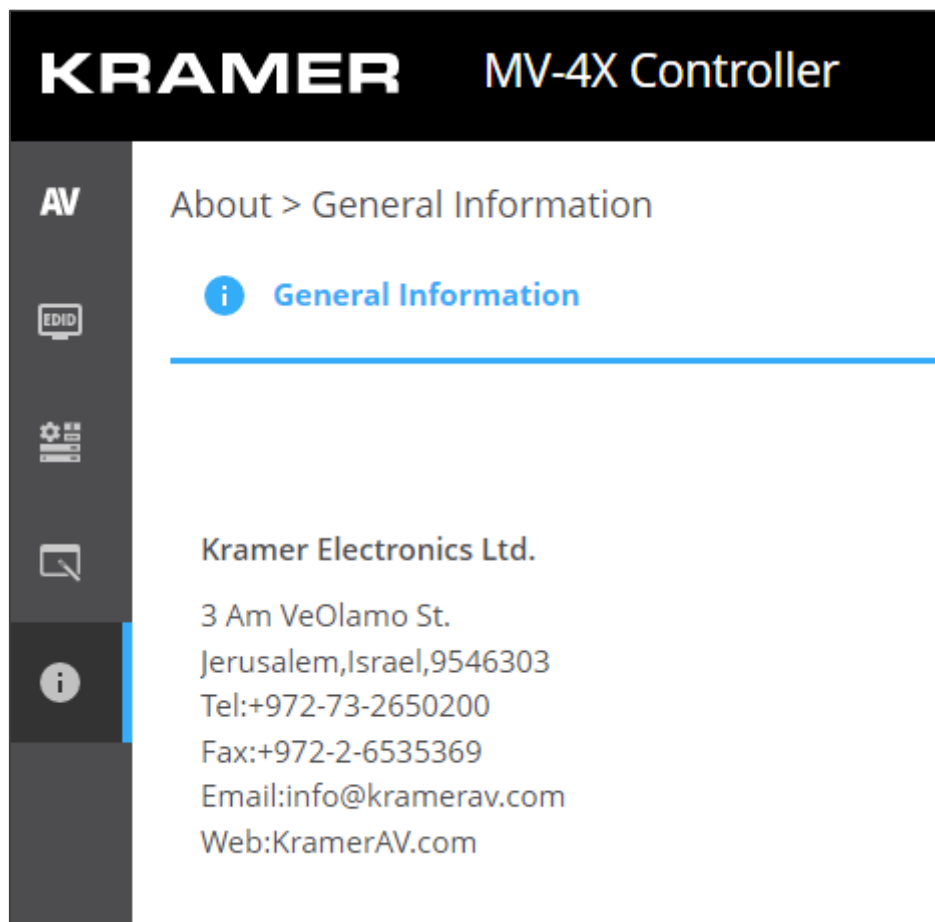 KRAMER MV-4X Controller
AV
About > General Information
i General Information
EDID
Kramer Electronics Ltd.
3 Am VeOlamo St.
Jerusalem,Israel,9546303
i
Tel:+972-73-2650200
Fax:+972-2-6535369
Email:info@kramerav.com
Web:KramerAV.com